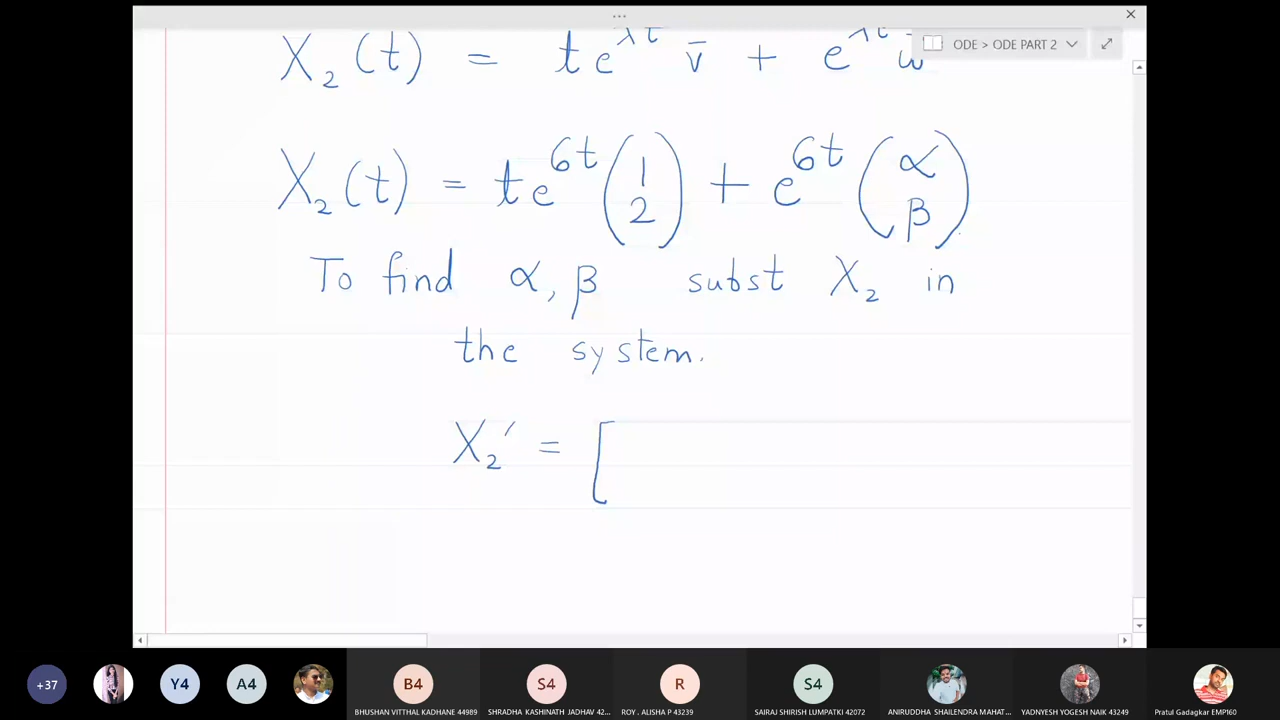 ODE > ODE PART 2
X₂(t) = te^λt v̄ + e^λt w̄
X₂(t) = te^6t (1 2) + e^6t (α β)
To find α, β subst X₂ in
the system.
X₂′ = [
+37 Y4 A4 B4 S4 R S4
BHUSHAN VITTHAL KADHANE 44989 SHRADHA KASHINATH JADHAV 42... ROY . ALISHA P 43239 SAIRAJ SHIRISH LUMPATKI 42072 ANIRUDDHA SHAILENDRA MAHAT... YADNYESH YOGESH NAIK 43249 Pratul Gadagkar EMP160